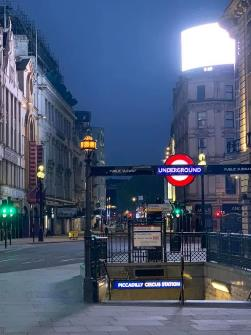 PUBLIC SUBWAY
UNDERGROUND
PUBLIC SUBWAY
PICCADILLY CIRCUS STATION